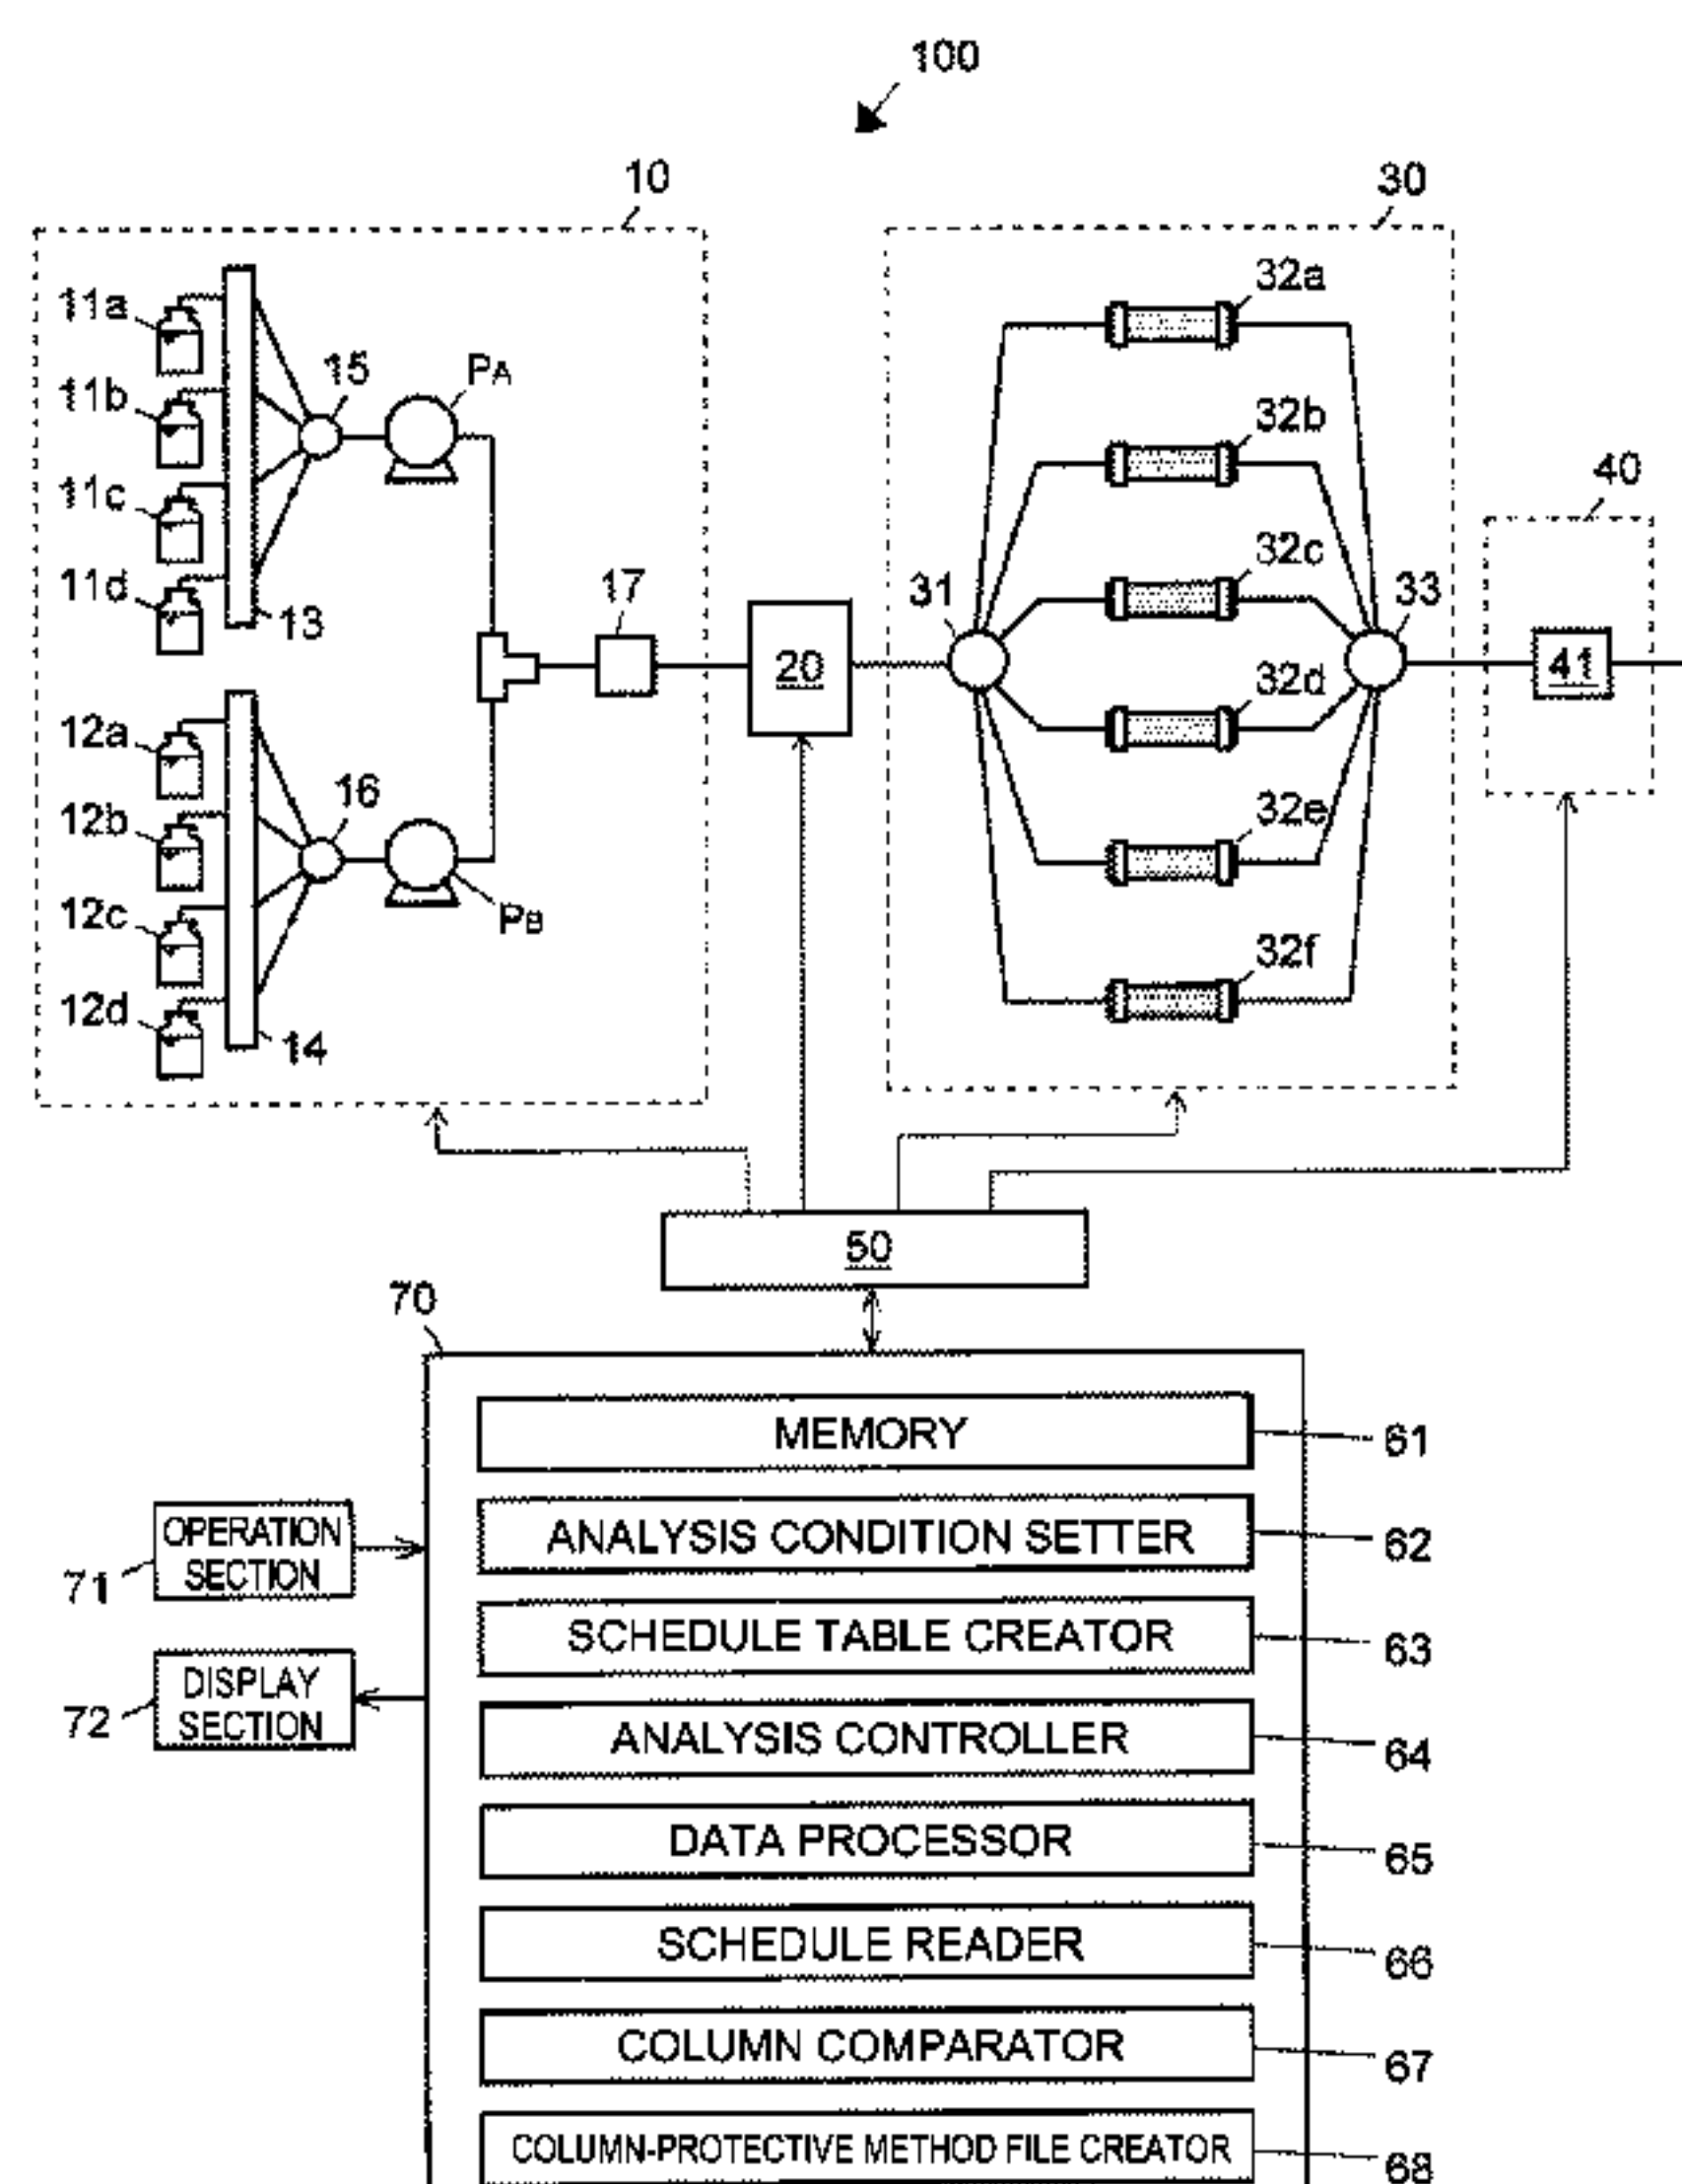 100
10
30
11a
11b
11c
11d
15
PA
13
17
12a
12b
12c
12d
16
PB
14
20
31
32a
32b
32c
32d
32e
32f
33
40
41
50
70
MEMORY
61
ANALYSIS CONDITION SETTER
62
OPERATION
SECTION
71
SCHEDULE TABLE CREATOR
63
DISPLAY
SECTION
72
ANALYSIS CONTROLLER
64
DATA PROCESSOR
65
SCHEDULE READER
66
COLUMN COMPARATOR
67
COLUMN-PROTECTIVE METHOD FILE CREATOR
68